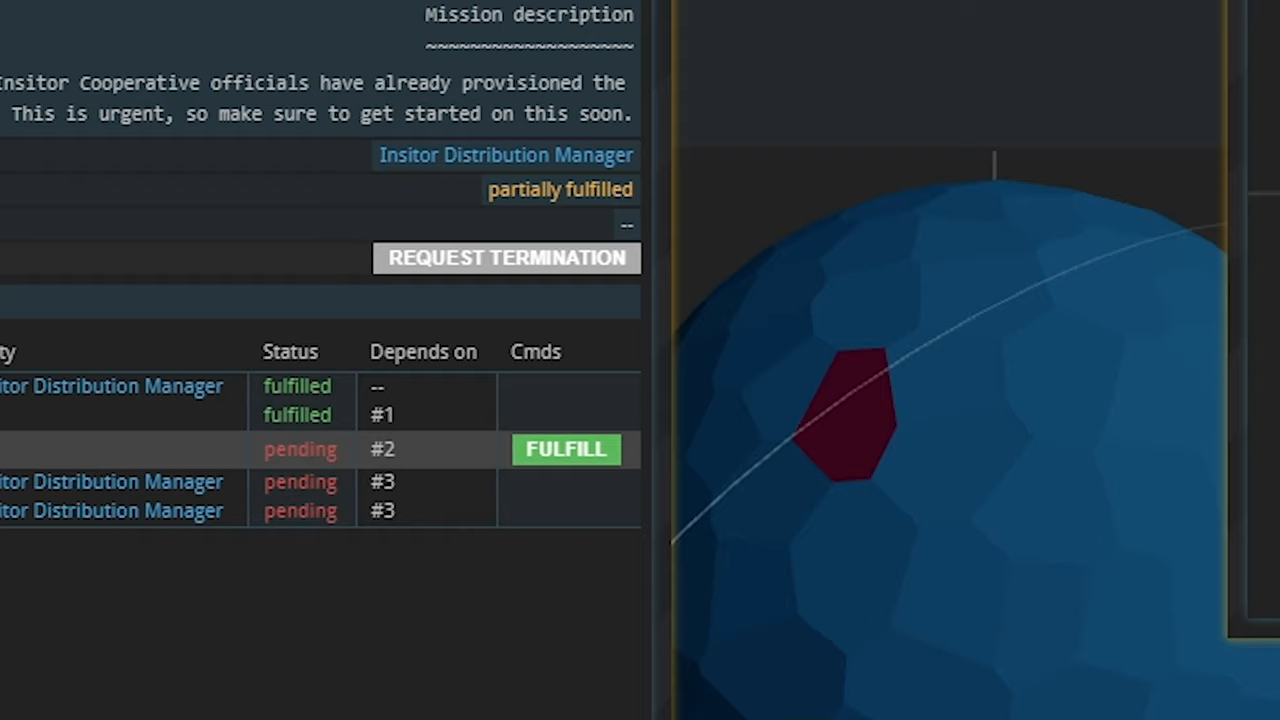 Mission description
~~~~~~~~~~~~~~~~~~~
Insitor Cooperative officials have already provisioned the
This is urgent, so make sure to get started on this soon.
Insitor Distribution Manager
partially fulfilled
--
REQUEST TERMINATION
ty Status Depends on Cmds
itor Distribution Manager fulfilled --
fulfilled #1
pending #2 FULFILL
itor Distribution Manager pending #3
itor Distribution Manager pending #3